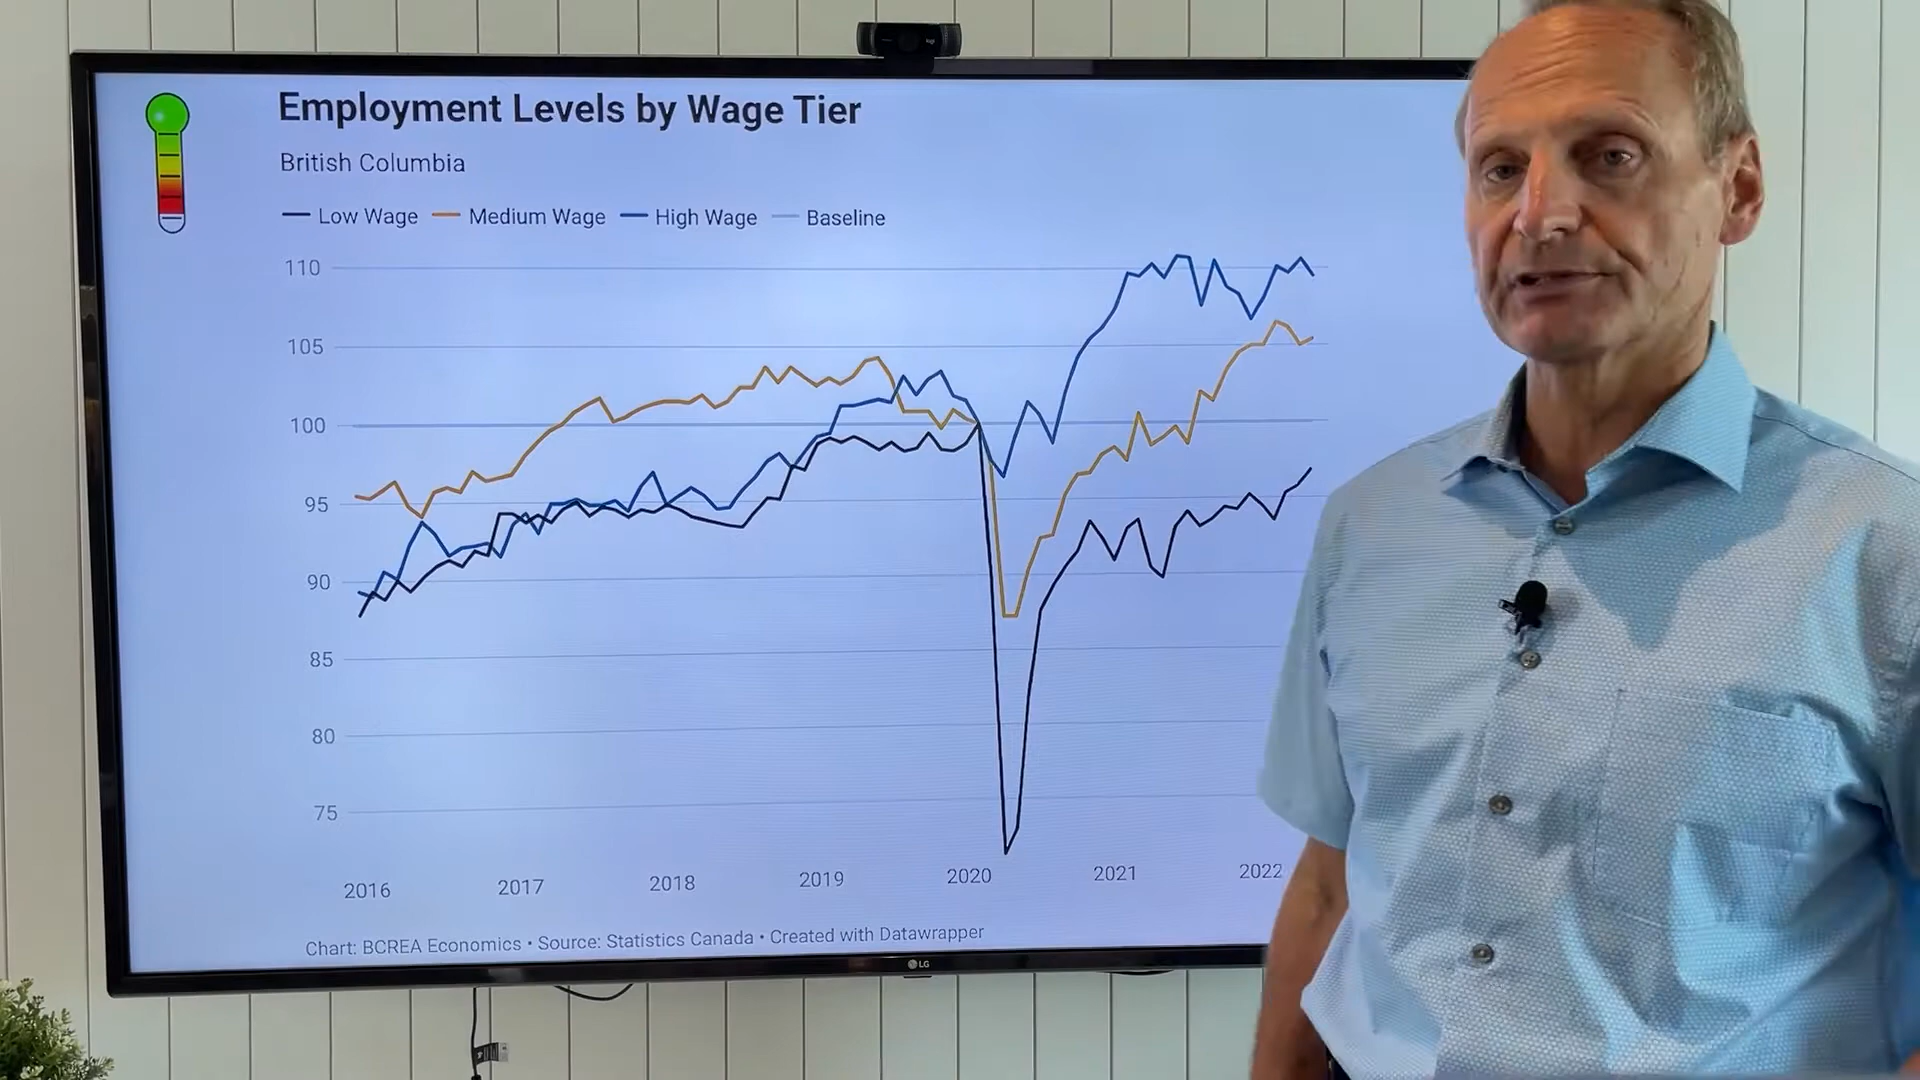 Employment Levels by Wage Tier
British Columbia
Low Wage Medium Wage High Wage Baseline
110
105
100
95
90
85
80
75
2016 2017 2018 2019 2020 2021 2022
Chart: BCREA Economics • Source: Statistics Canada • Created with Datawrapper
LG